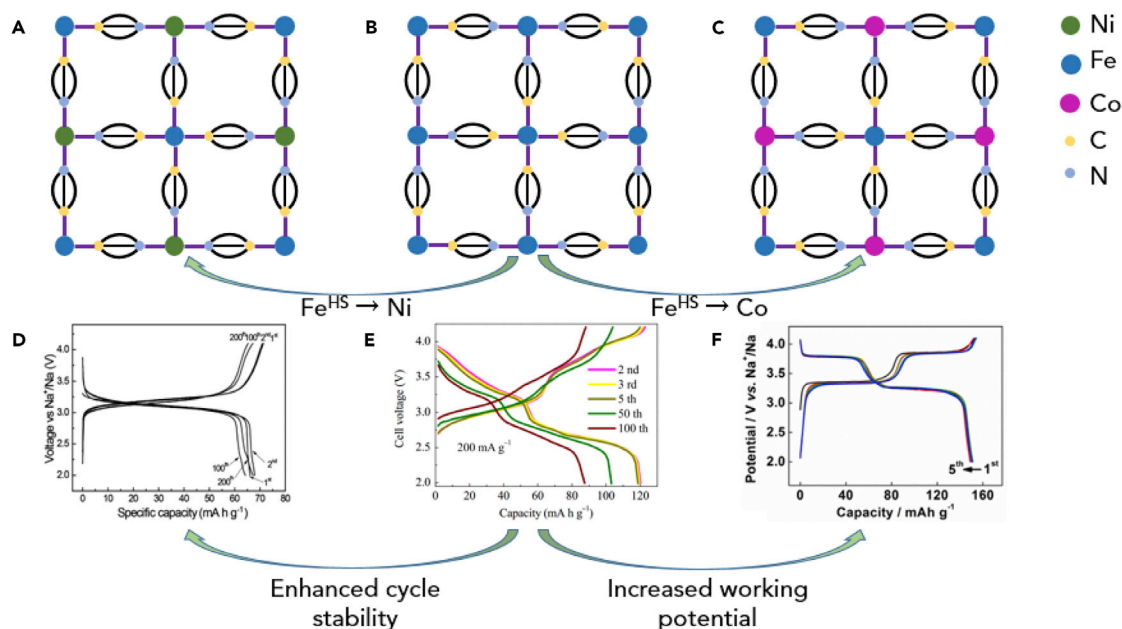 A
B
C
Ni
Fe
Co
C
N
Fe^HS → Ni
Fe^HS → Co
D
Voltage vs Na⁺/Na (V)
4.0
3.5
3.0
2.5
2.0
200th 100th 2nd 1st
100th
200th
2nd
1st
0 10 20 30 40 50 60 70 80
Specific capacity (mA h g⁻¹)
E
Cell voltage (V)
4.0
3.5
3.0
2.5
2.0
2 nd
3 rd
5 th
50 th
100 th
200 mA g⁻¹
0 20 40 60 80 100 120
Capacity (mA h g⁻¹)
F
Potential / V vs. Na⁺/Na
4.0
3.5
3.0
2.5
2.0
5th 1st
0 40 80 120 160
Capacity / mAh g⁻¹
Enhanced cycle
stability
Increased working
potential